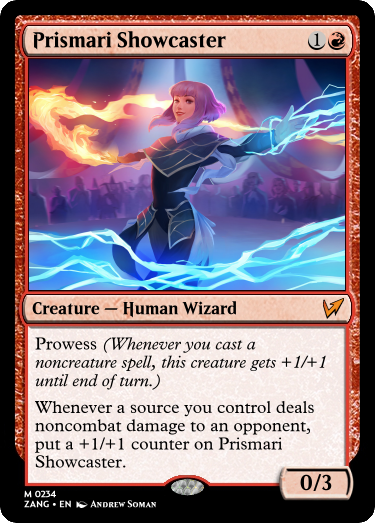 Prismari Showcaster 1
Creature — Human Wizard
Prowess (Whenever you cast a
noncreature spell, this creature gets +1/+1
until end of turn.)
Whenever a source you control deals
noncombat damage to an opponent,
put a +1/+1 counter on Prismari
Showcaster.
0/3
M 0234
ZANG • EN Andrew Soman